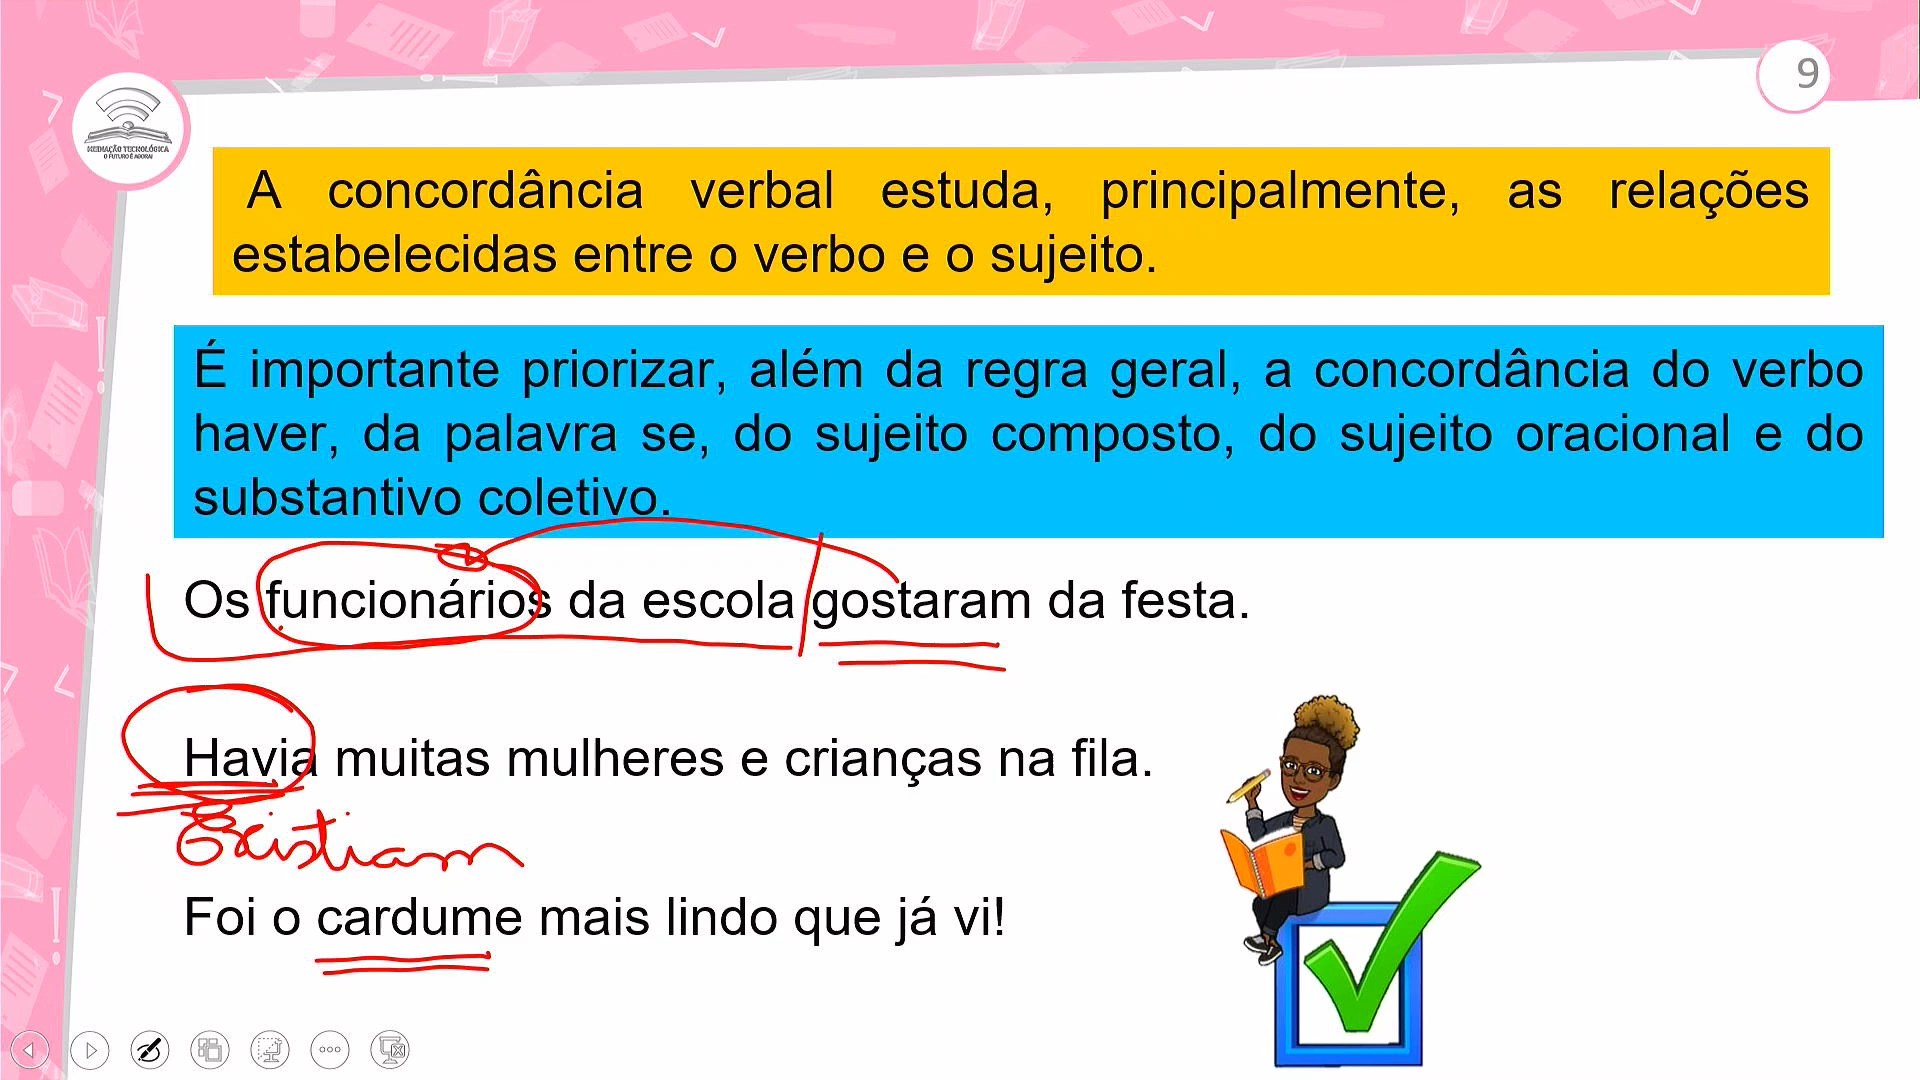 9
MEDIAÇÃO TECNOLÓGICA
O FUTURO É AGORA!
A concordância verbal estuda, principalmente, as relações
estabelecidas entre o verbo e o sujeito.
É importante priorizar, além da regra geral, a concordância do verbo
haver, da palavra se, do sujeito composto, do sujeito oracional e do
substantivo coletivo.
Os funcionários da escola gostaram da festa.
Havia muitas mulheres e crianças na fila.
Existiam
Foi o cardume mais lindo que já vi!